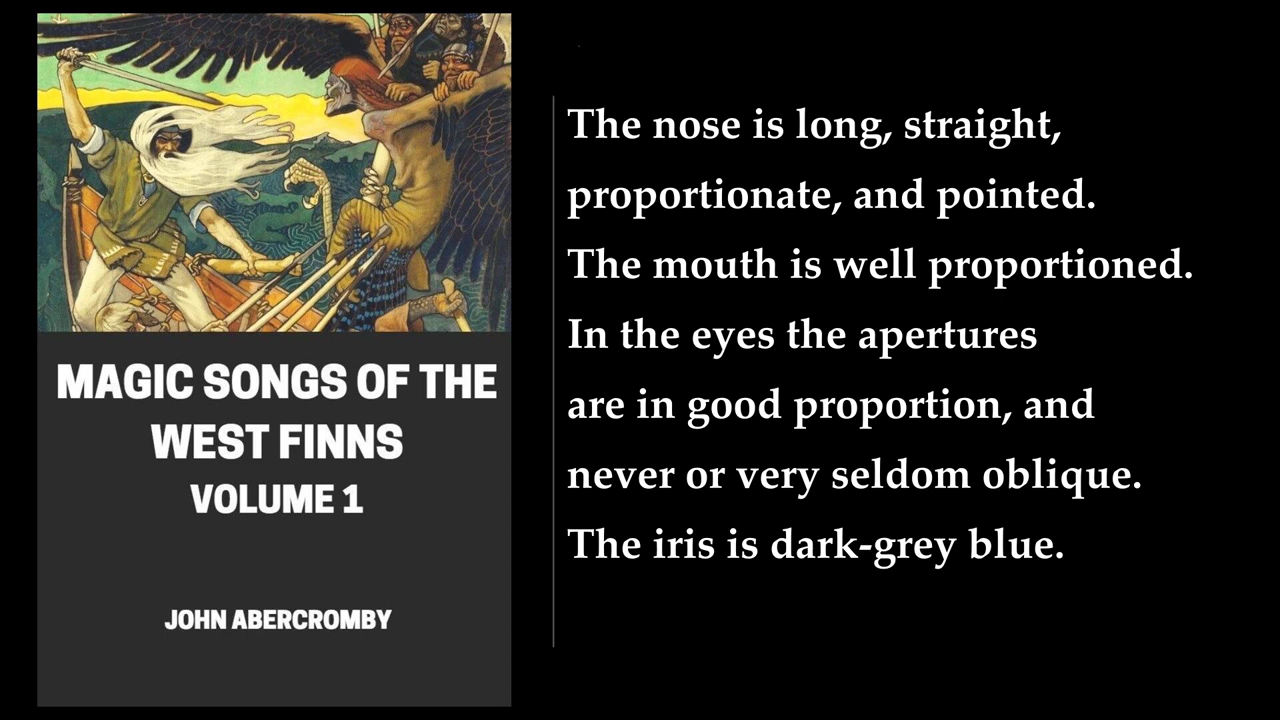 MAGIC SONGS OF THE
WEST FINNS
VOLUME 1
JOHN ABERCROMBY
The nose is long, straight,
proportionate, and pointed.
The mouth is well proportioned.
In the eyes the apertures
are in good proportion, and
never or very seldom oblique.
The iris is dark-grey blue.